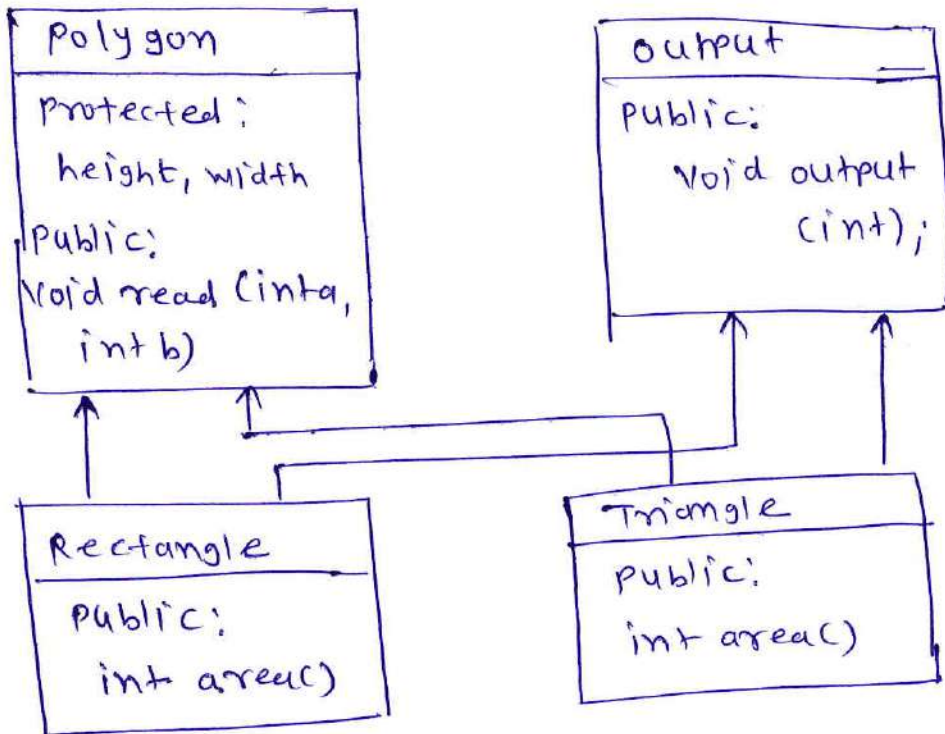 Polygon
Protected:
height, width
Public:
void read (int a,
int b)
Output
Public:
Void output
(int);
Rectangle
Public:
int area()
Triangle
Public:
int area()